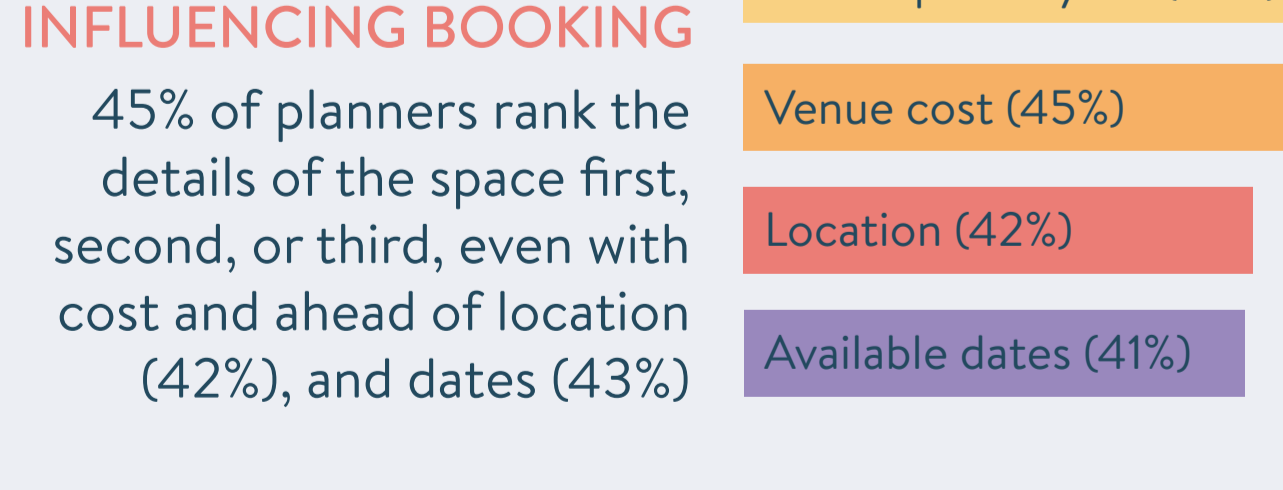 INFLUENCING BOOKING
45% of planners rank the
details of the space first,
second, or third, even with
cost and ahead of location
(42%), and dates (43%)
Venue cost (45%)
Location (42%)
Available dates (41%)